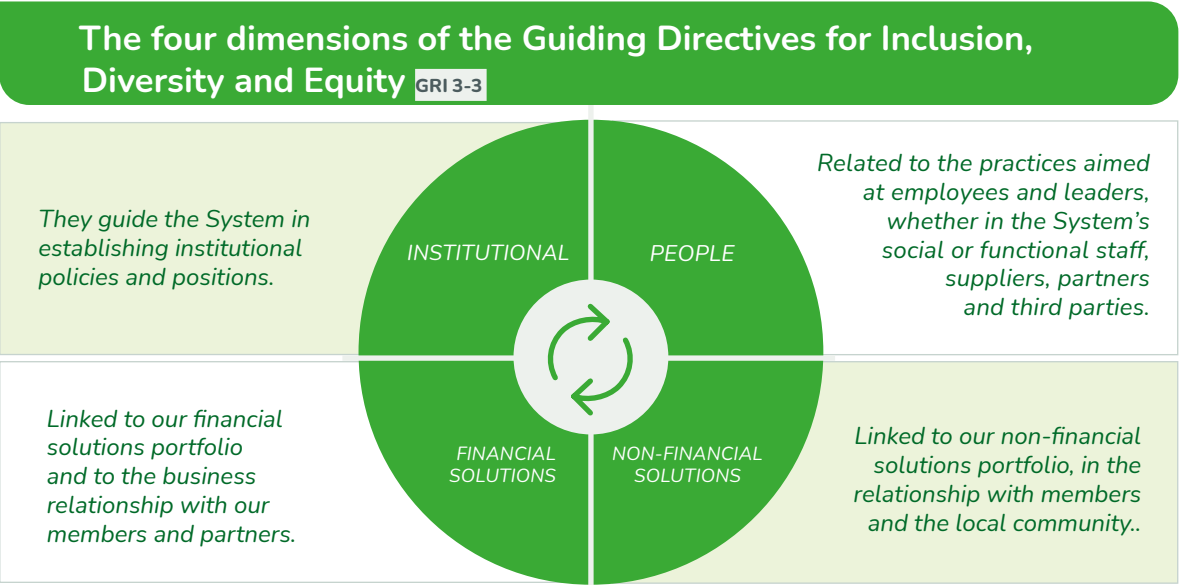 The four dimensions of the Guiding Directives for Inclusion,
Diversity and Equity GRI 3-3
They guide the System in
establishing institutional
policies and positions.
INSTITUTIONAL
PEOPLE
Related to the practices aimed
at employees and leaders,
whether in the System’s
social or functional staff,
suppliers, partners
and third parties.
Linked to our financial
solutions portfolio
and to the business
relationship with our
members and partners.
FINANCIAL
SOLUTIONS
NON-FINANCIAL
SOLUTIONS
Linked to our non-financial
solutions portfolio, in the
relationship with members
and the local community..